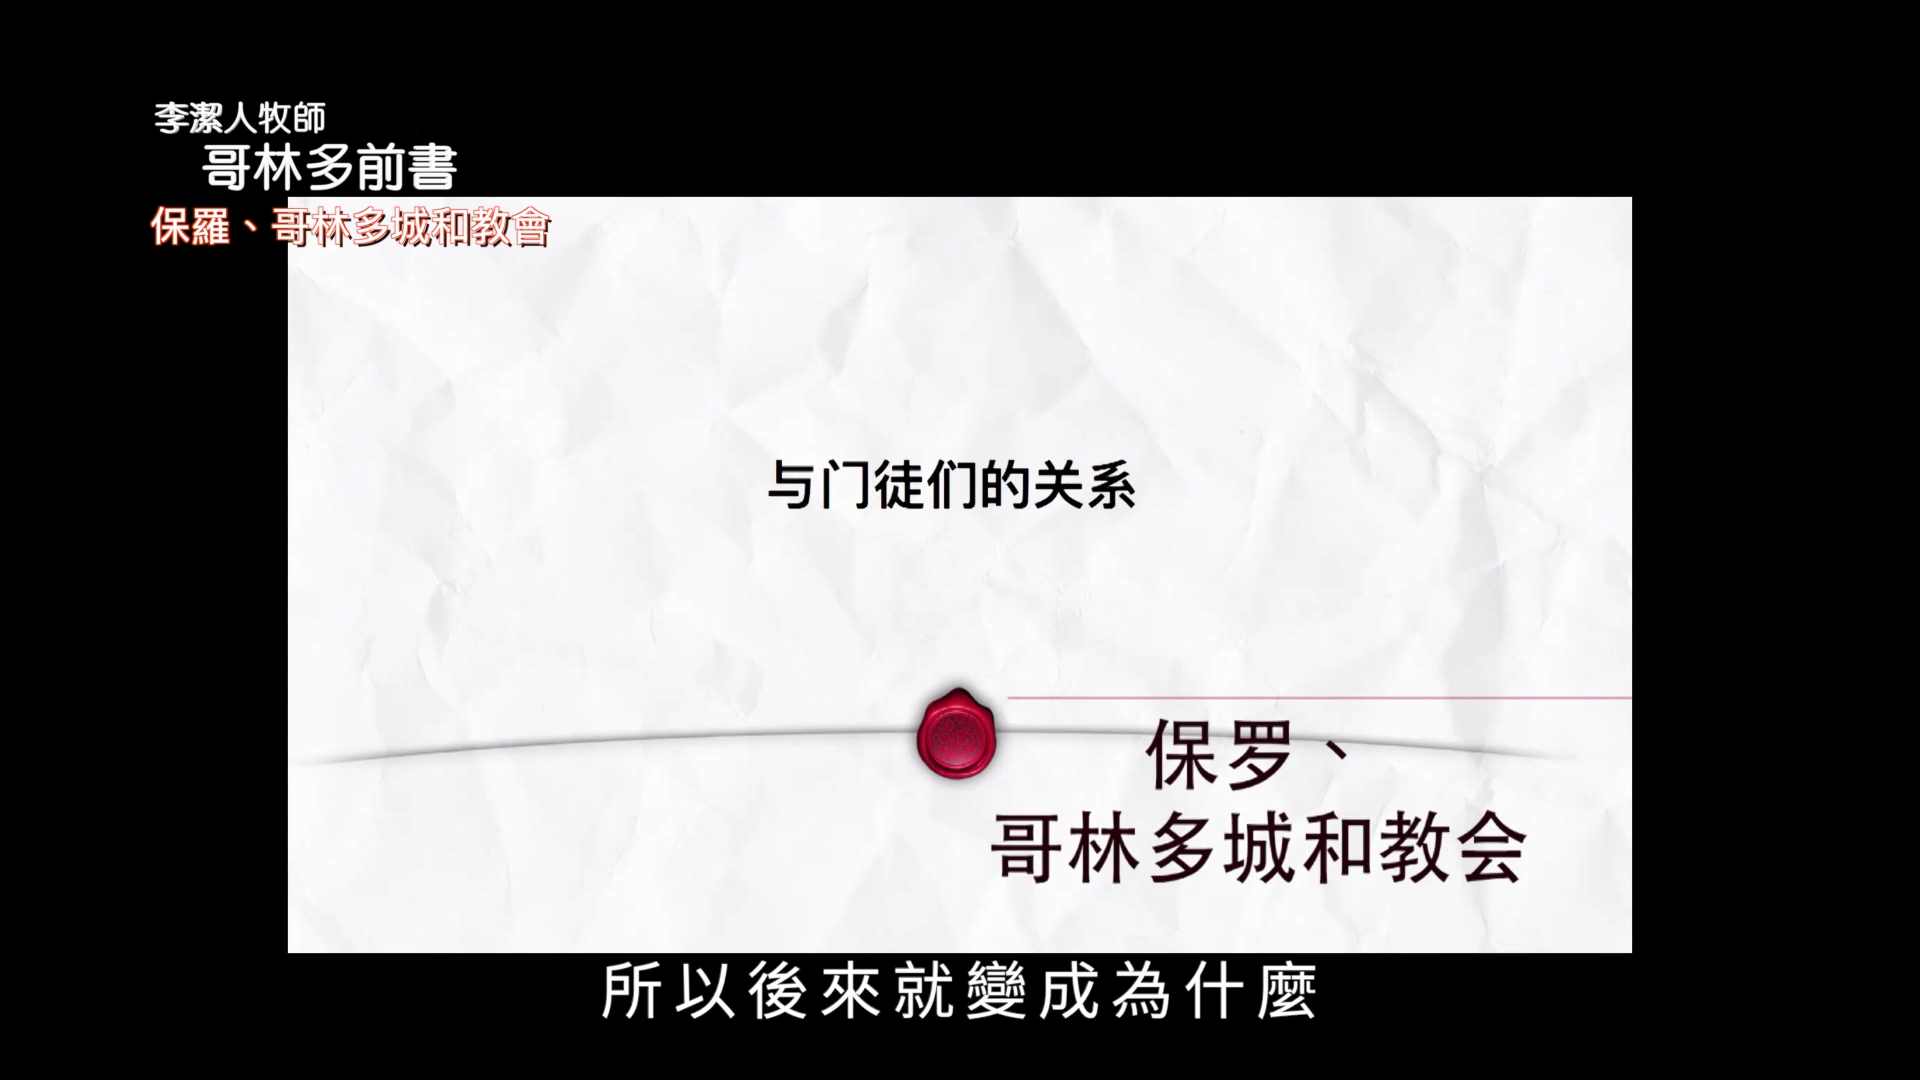 李潔人牧師
哥林多前書
保羅、哥林多城和教會
与门徒们的关系
保罗、
哥林多城和教会
所以後來就變成為什麼